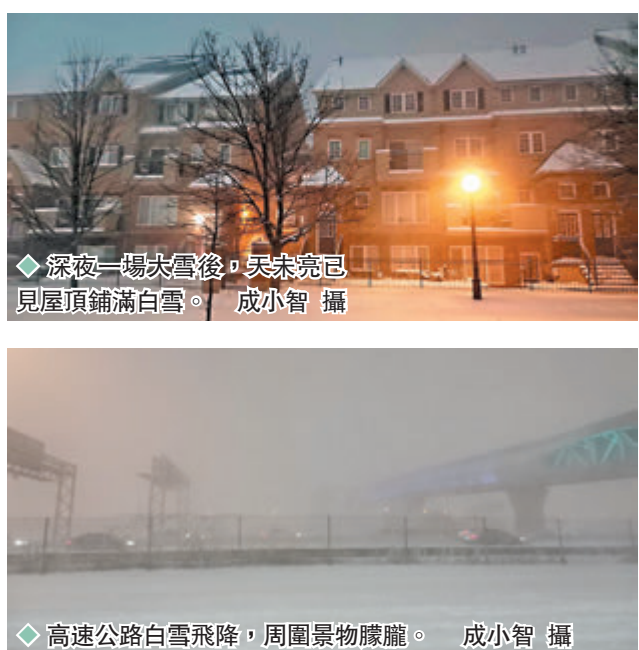 ◇ 深夜一場大雪後，天未亮已
見屋頂鋪滿白雪。 成小智 攝
◇ 高速公路白雪飛降，周圍景物朦朧。 成小智 攝